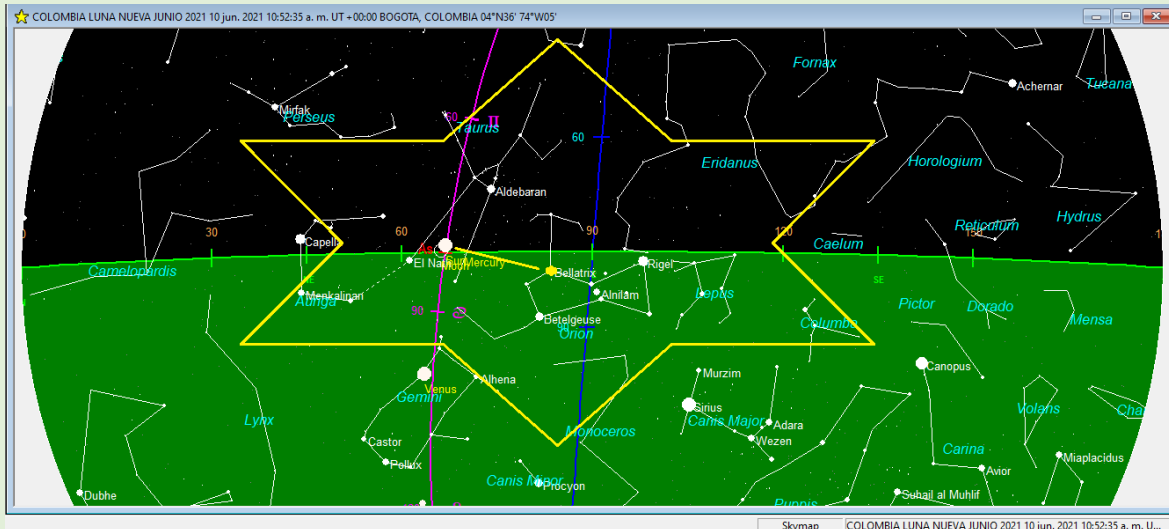 COLOMBIA LUNA NUEVA JUNIO 2021 10 jun. 2021 10:52:35 a. m. UT +00:00 BOGOTA, COLOMBIA 04°N36' 74°W05'
Fornax
Achernar
Tucana
Mirfak
Perseus
60
Taurus
60
Eridanus
Horologium
Aldebaran
Hydrus
30
60
90
120
150
Reticulum
Capella
Caelum
As
El Nath
Sun
Mercury
Moon
Camelopardis
Bellatrix
Rigel
NE
SE
Menkalinan
Auriga
Alnilam
Lepus
Pictor
Dorado
90
Betelgeuse
90
Orion
Columba
Mensa
Murzim
Canopus
Venus
Alhena
Gemini
Sirius
Canis Major
Adara
Volans
Lynx
Monoceros
Castor
Wezen
Carina
Pollux
Miaplacidus
Avior
Canis Minor
Procyon
Dubhe
Suhail al Muhlif
Puppis
Skymap
COLOMBIA LUNA NUEVA JUNIO 2021 10 jun. 2021 10:52:35 a. m. U...